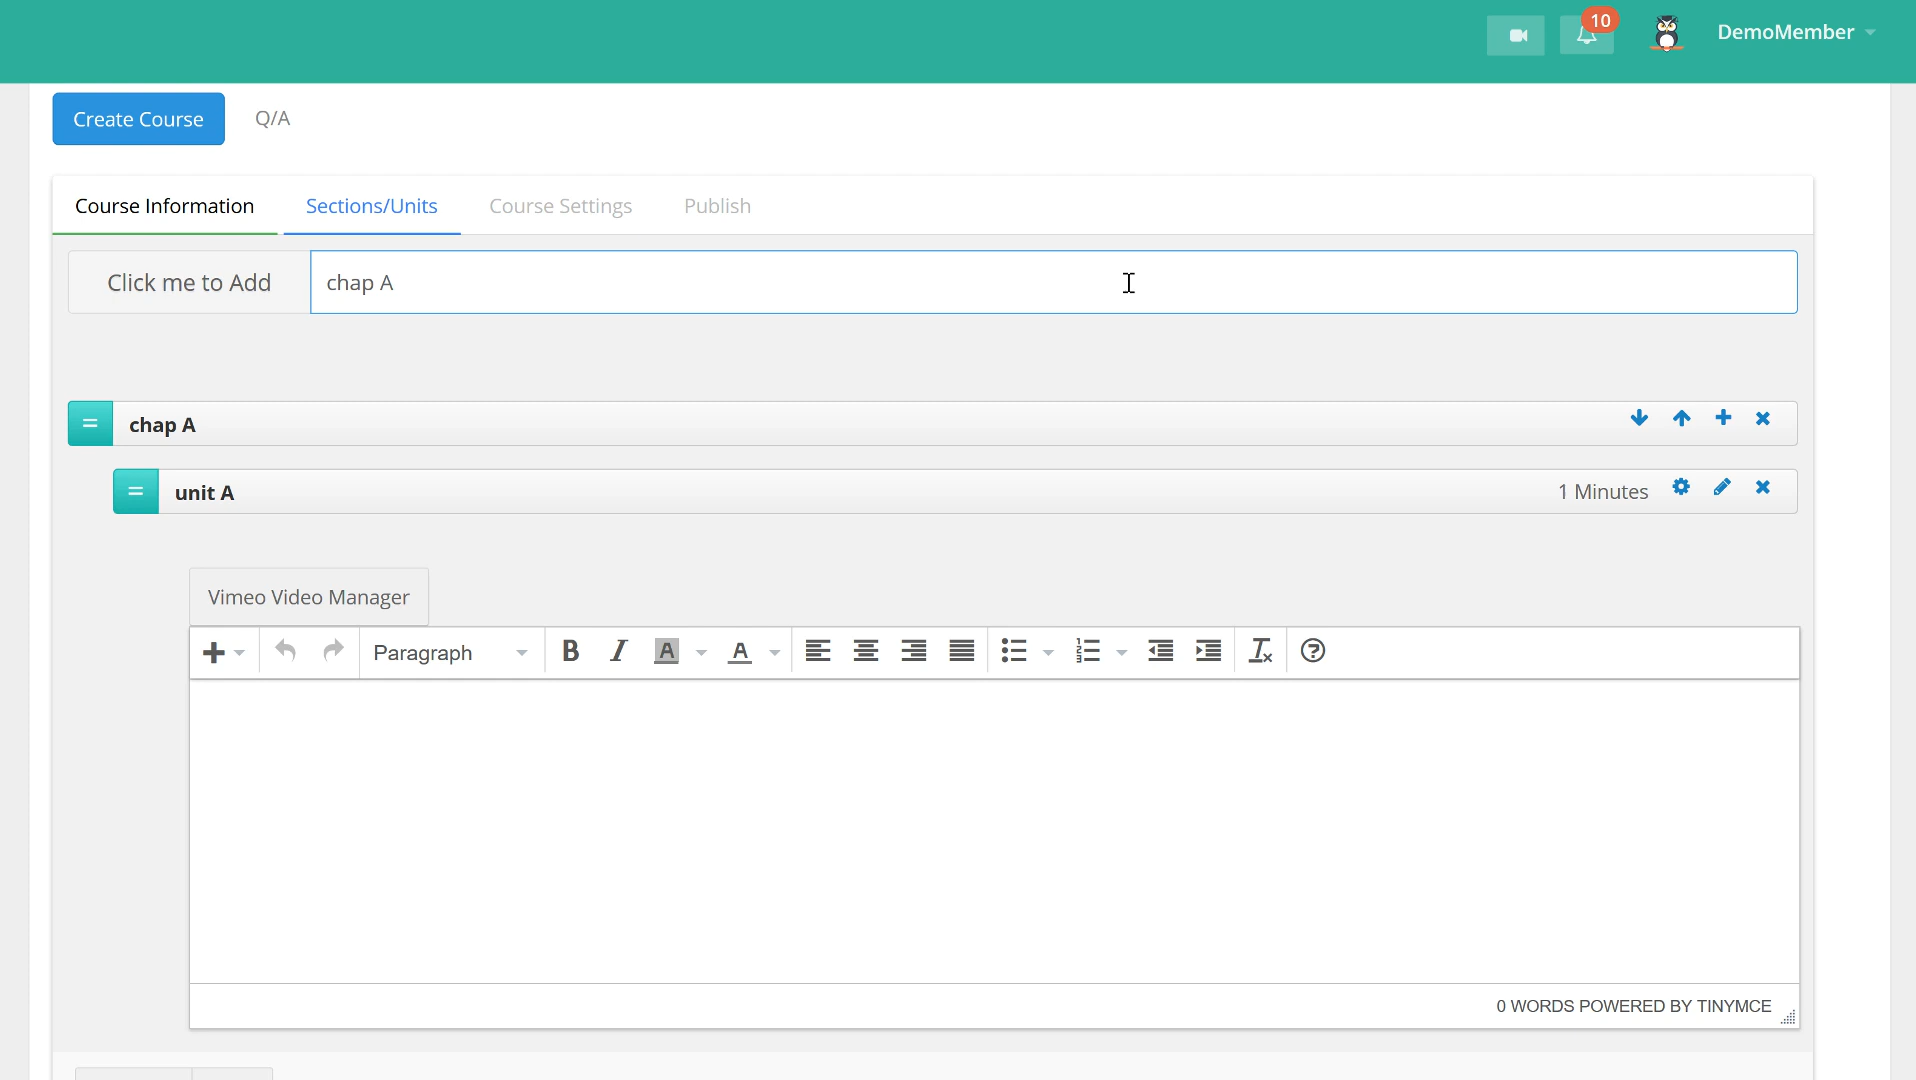 10
DemoMember
Create Course
Q/A
Course Information
Sections/Units
Course Settings
Publish
Click me to Add
chap A
chap A
unit A
1 Minutes
Vimeo Video Manager
Paragraph
0 WORDS POWERED BY TINYMCE